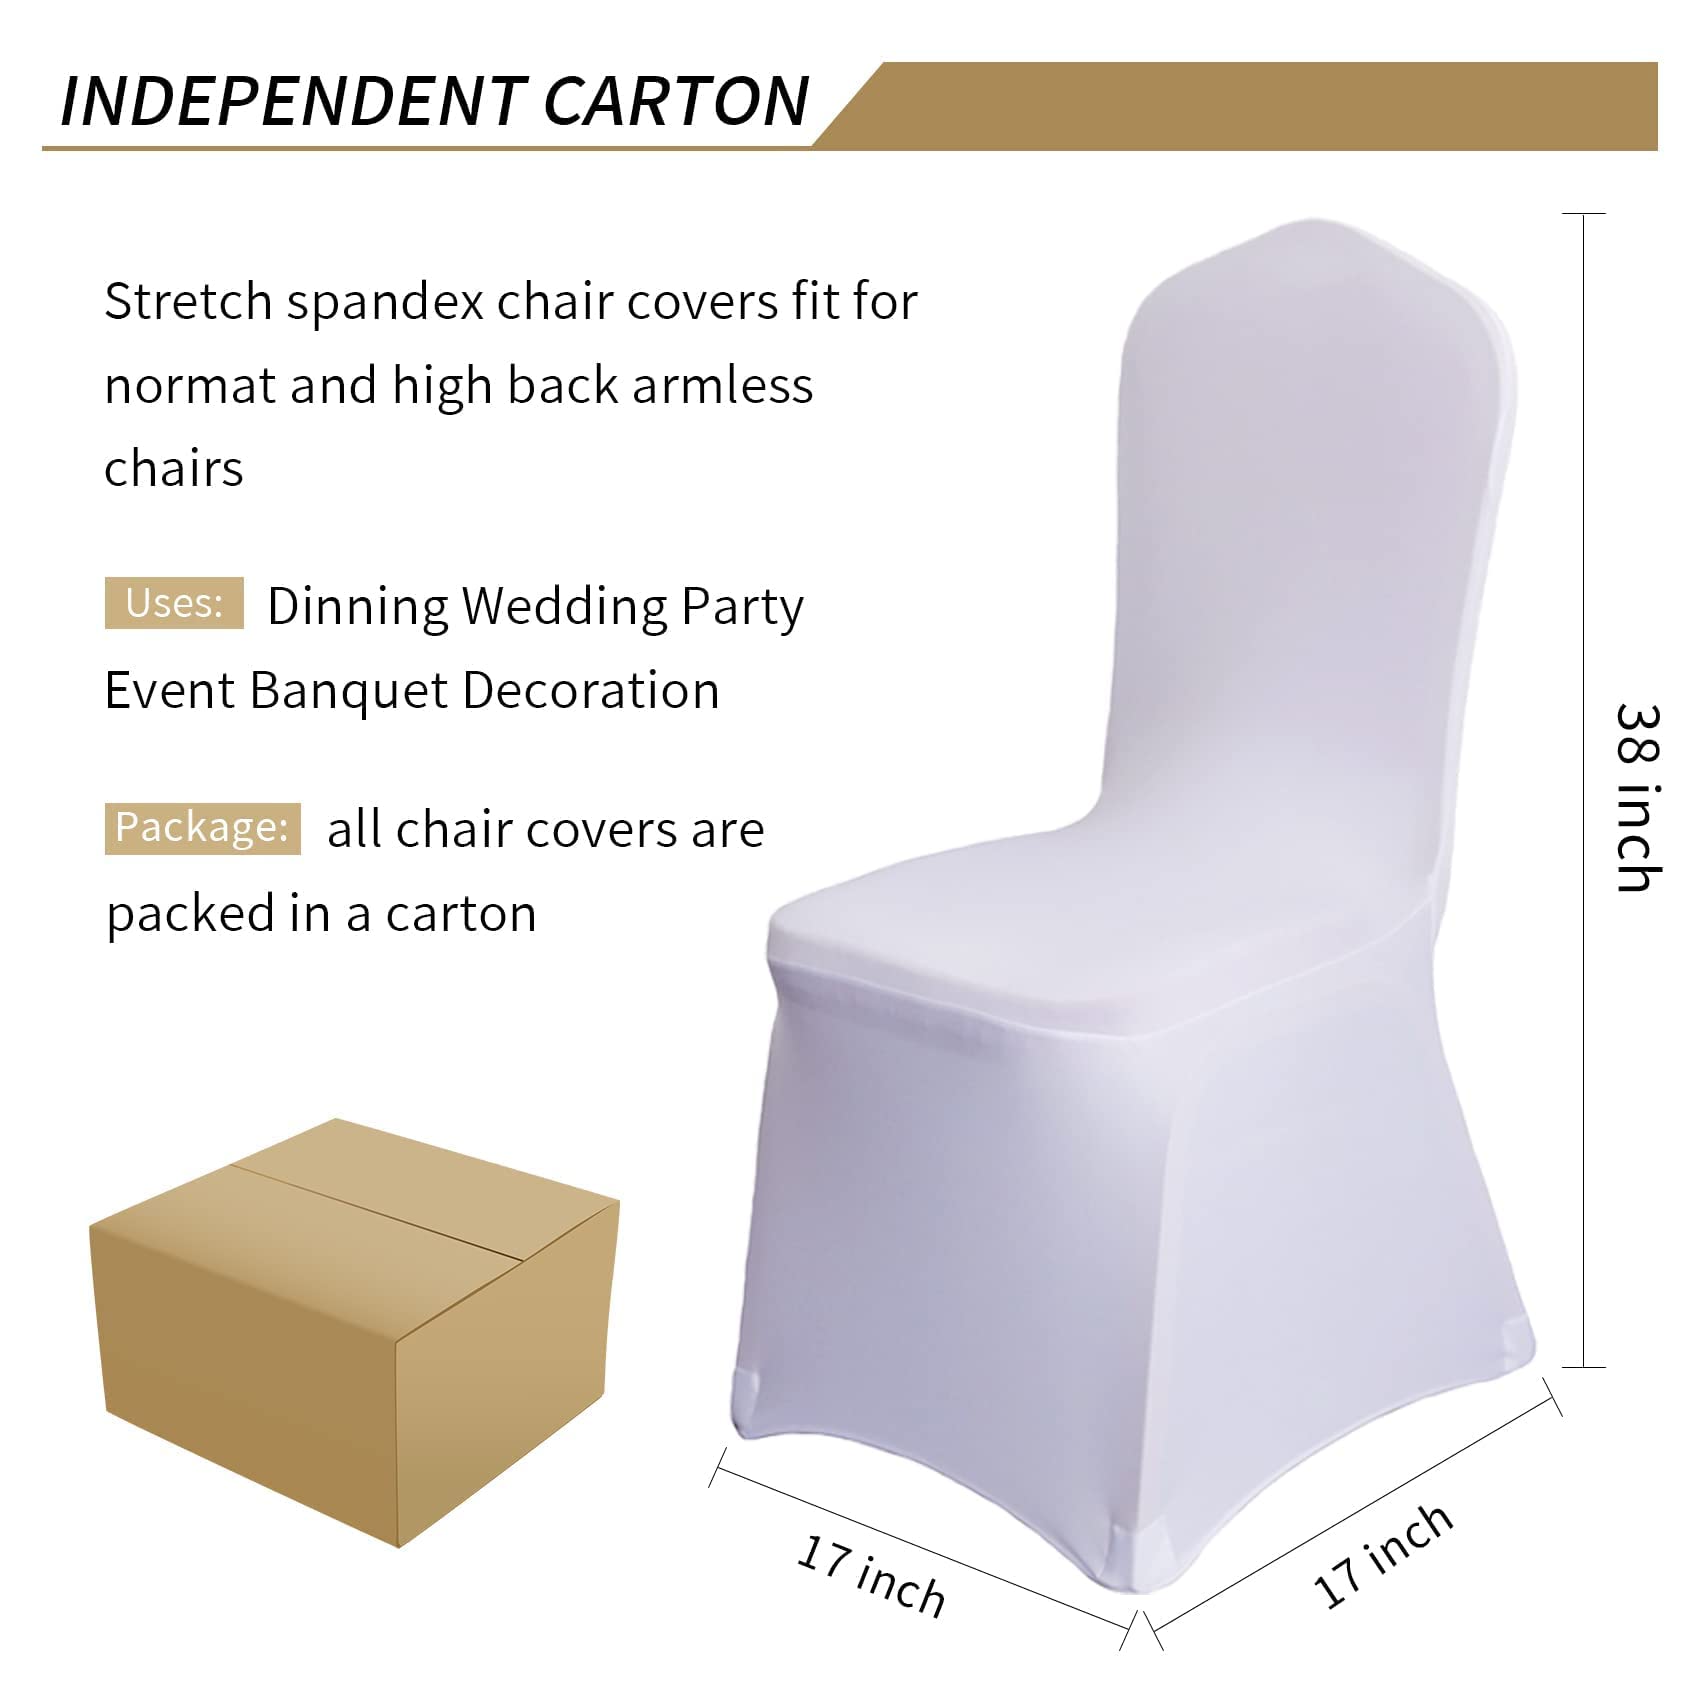 INDEPENDENT CARTON
Stretch spandex chair covers fit for
normat and high back armless
chairs
Uses: Dinning Wedding Party
Event Banquet Decoration
Package: all chair covers are
packed in a carton
38 inch
17 inch
17 inch